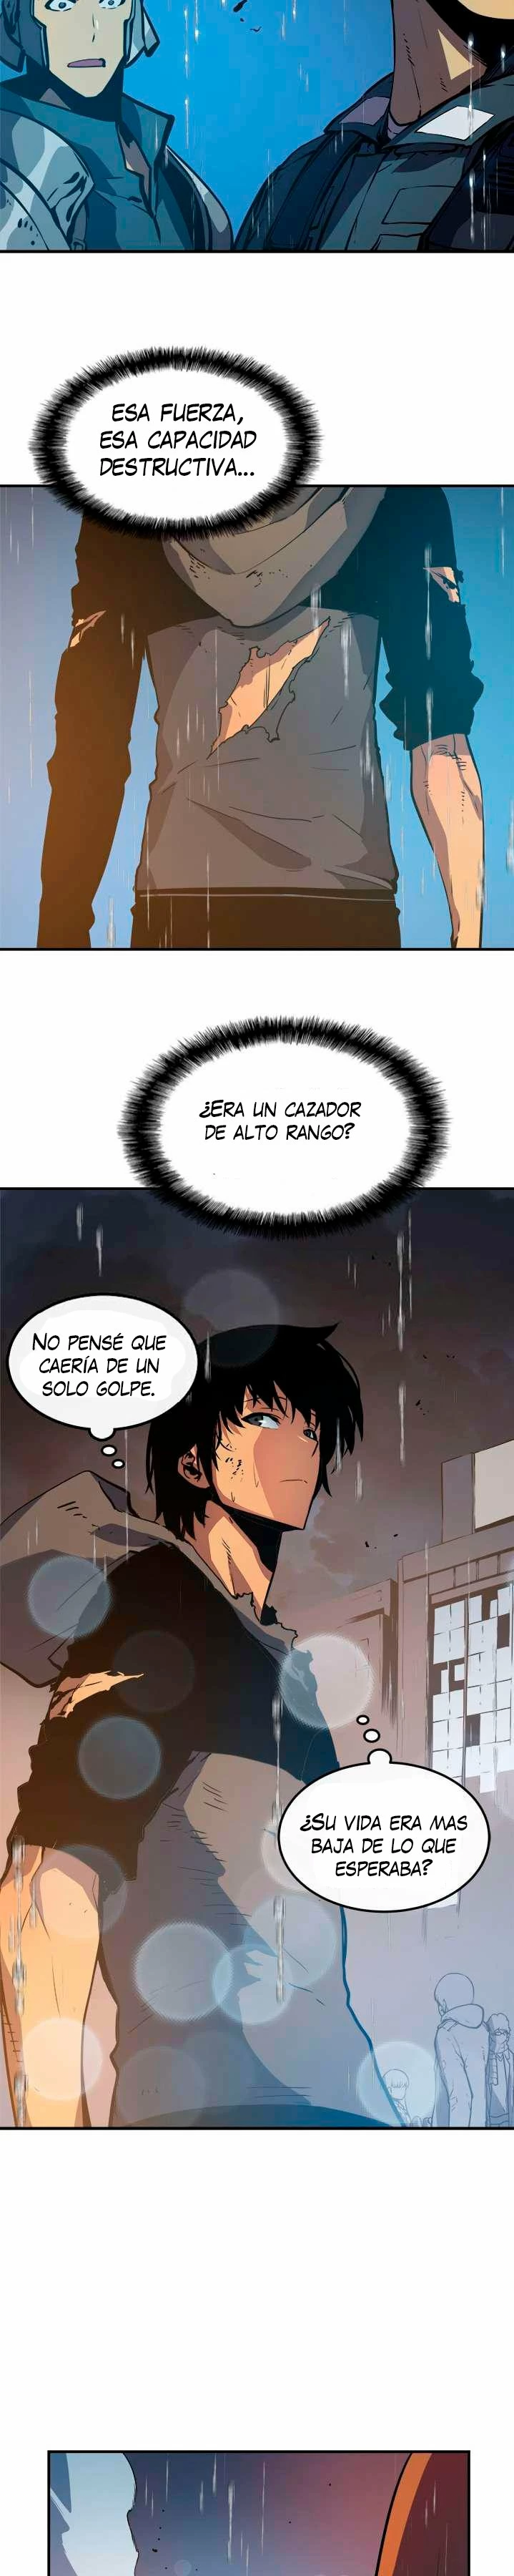 ESA FUERZA,
ESA CAPACIDAD
DESTRUCTIVA...
¿ERA UN CAZADOR
DE ALTO RANGO?
NO PENSÉ QUE
CAERÍA DE UN
SOLO GOLPE.
¿SU VIDA ERA MAS
BAJA DE LO QUE
ESPERABA?